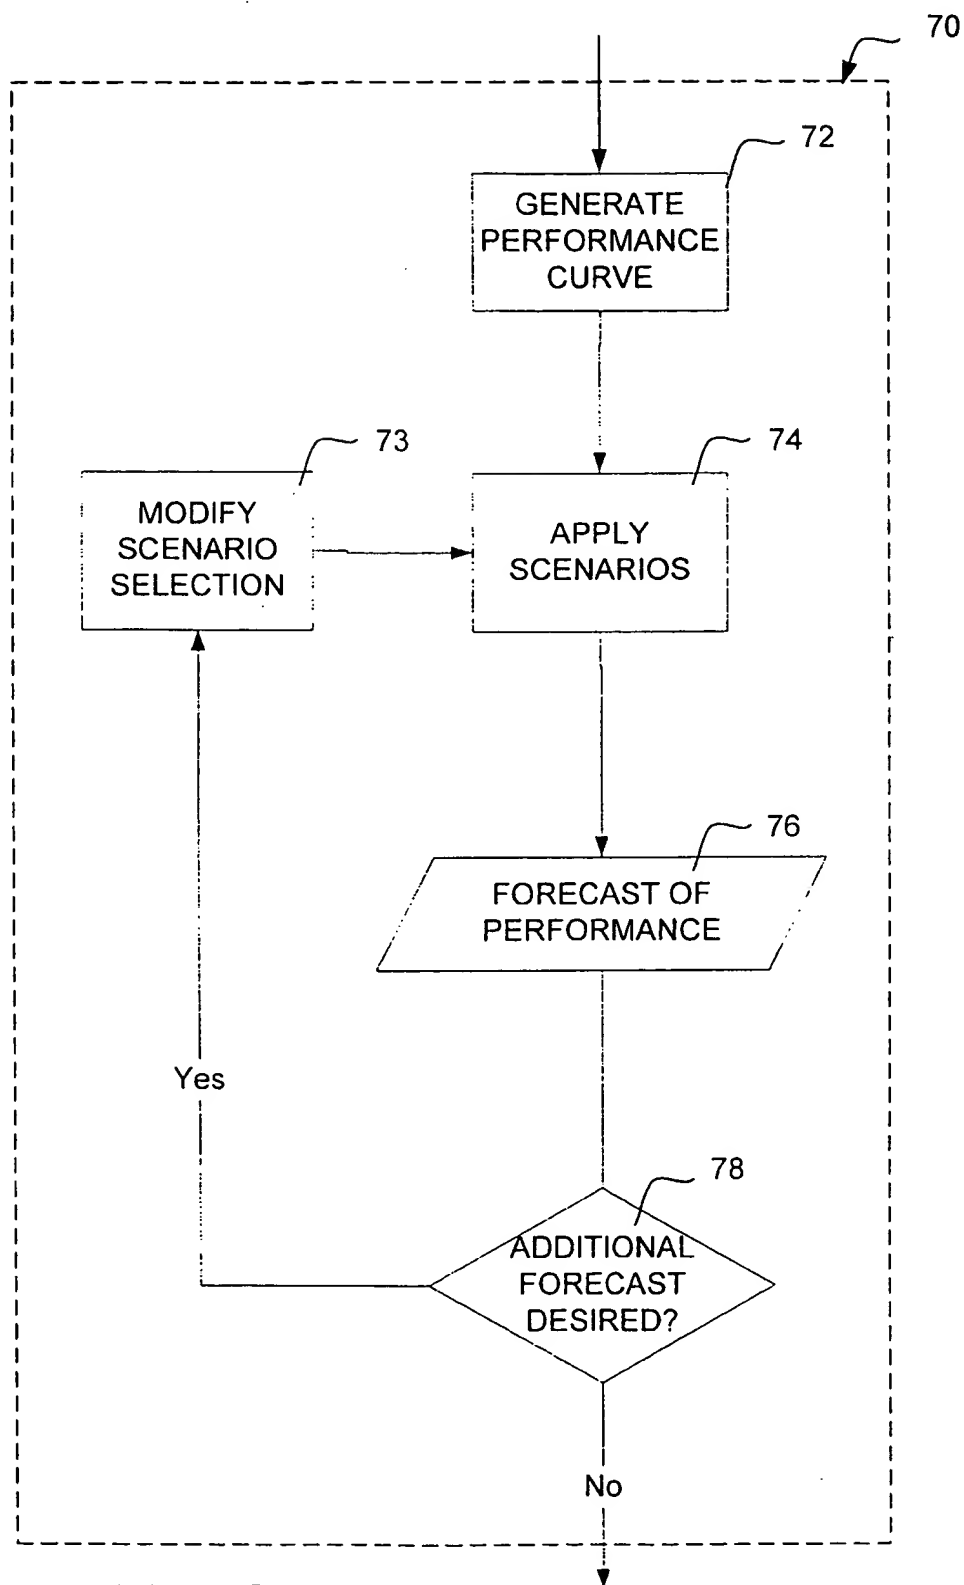 70
72
GENERATE
PERFORMANCE
CURVE
73
MODIFY
SCENARIO
SELECTION
74
APPLY
SCENARIOS
76
FORECAST OF
PERFORMANCE
Yes
78
ADDITIONAL
FORECAST
DESIRED?
No